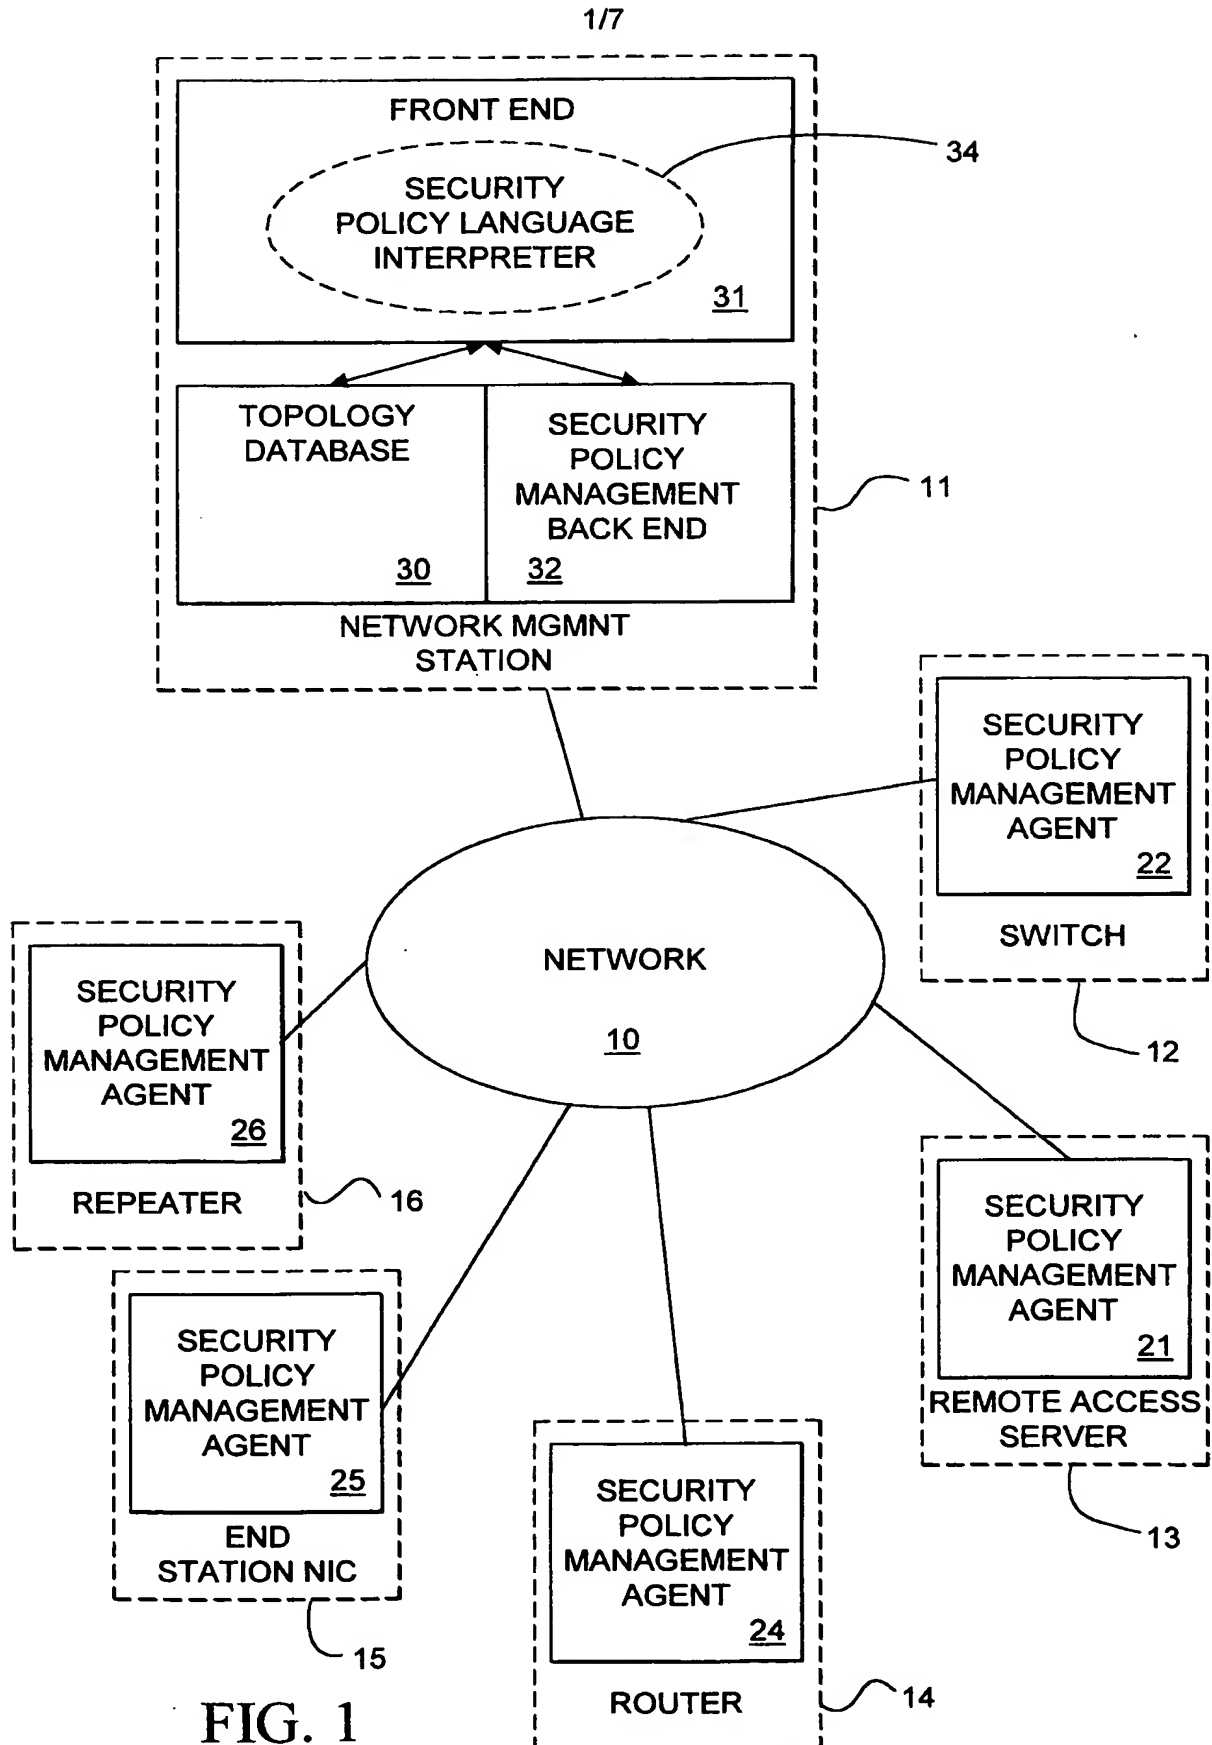 1/7
FRONT END
34
SECURITY
POLICY LANGUAGE
INTERPRETER
31
TOPOLOGY
DATABASE
30
SECURITY
POLICY
MANAGEMENT
BACK END
32
11
NETWORK MGMNT
STATION
SECURITY
POLICY
MANAGEMENT
AGENT
22
SWITCH
12
NETWORK
10
SECURITY
POLICY
MANAGEMENT
AGENT
26
REPEATER
16
SECURITY
POLICY
MANAGEMENT
AGENT
21
REMOTE ACCESS
SERVER
13
SECURITY
POLICY
MANAGEMENT
AGENT
25
END
STATION NIC
15
SECURITY
POLICY
MANAGEMENT
AGENT
24
ROUTER
14
FIG. 1